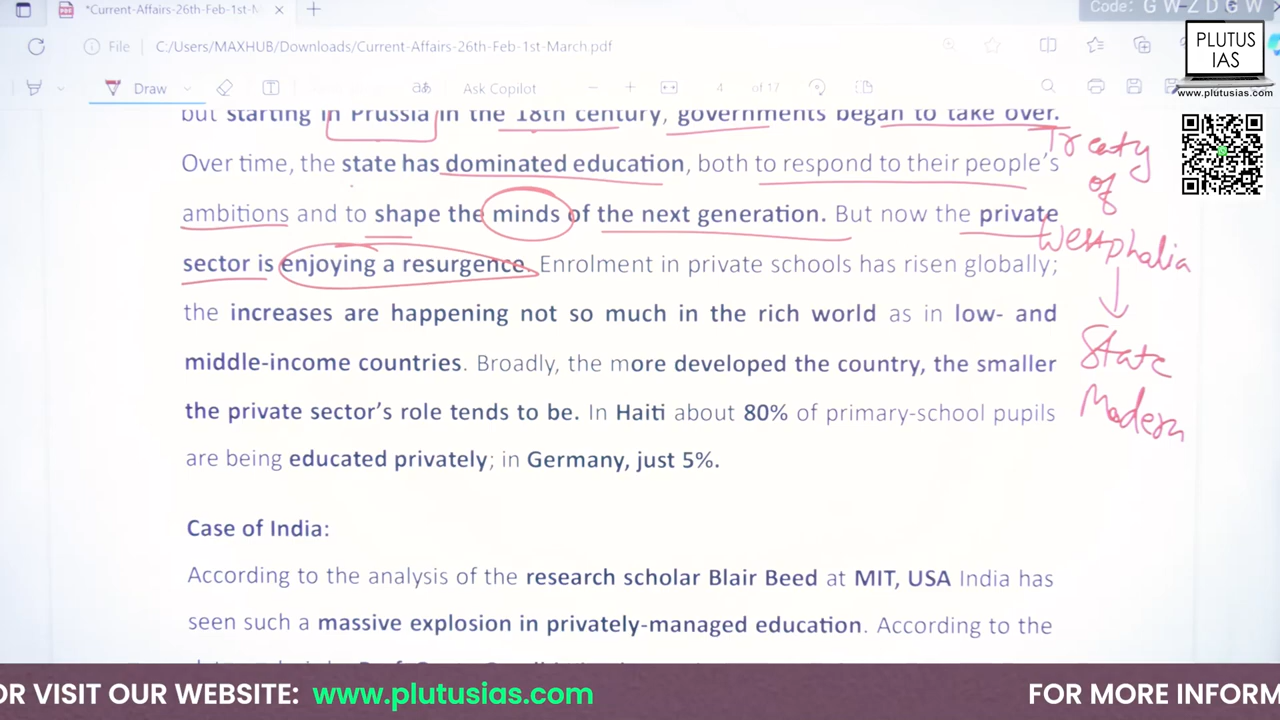 *Current-Affairs-26th-Feb-1st-M
Code: G W Z D G W
File C:/Users/MAXHUB/Downloads/Current-Affairs-26th-Feb-1st-March.pdf
PLUTUS
IAS
www.plutusias.com
Draw
Ask Copilot
4 of 17
but starting in Prussia in the 18th century, governments began to take over.
Over time, the state has dominated education, both to respond to their people's
ambitions and to shape the minds of the next generation. But now the private
sector is enjoying a resurgence. Enrolment in private schools has risen globally;
the increases are happening not so much in the rich world as in low- and
middle-income countries. Broadly, the more developed the country, the smaller
the private sector's role tends to be. In Haiti about 80% of primary-school pupils
are being educated privately; in Germany, just 5%.
Treaty
of
Westphalia
State
Modern
Case of India:
According to the analysis of the research scholar Blair Beed at MIT, USA India has
seen such a massive explosion in privately-managed education. According to the
OR VISIT OUR WEBSITE: www.plutusias.com
FOR MORE INFORM